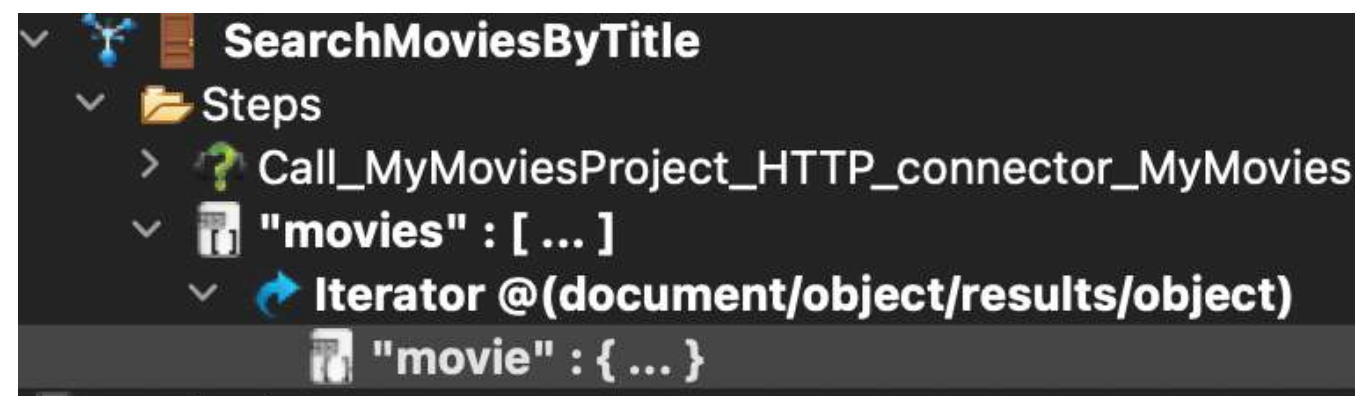 SearchMoviesByTitle
Steps
Call_MyMoviesProject_HTTP_connector_MyMovies
"movies" : [ ... ]
Iterator @(document/object/results/object)
"movie" : { ... }